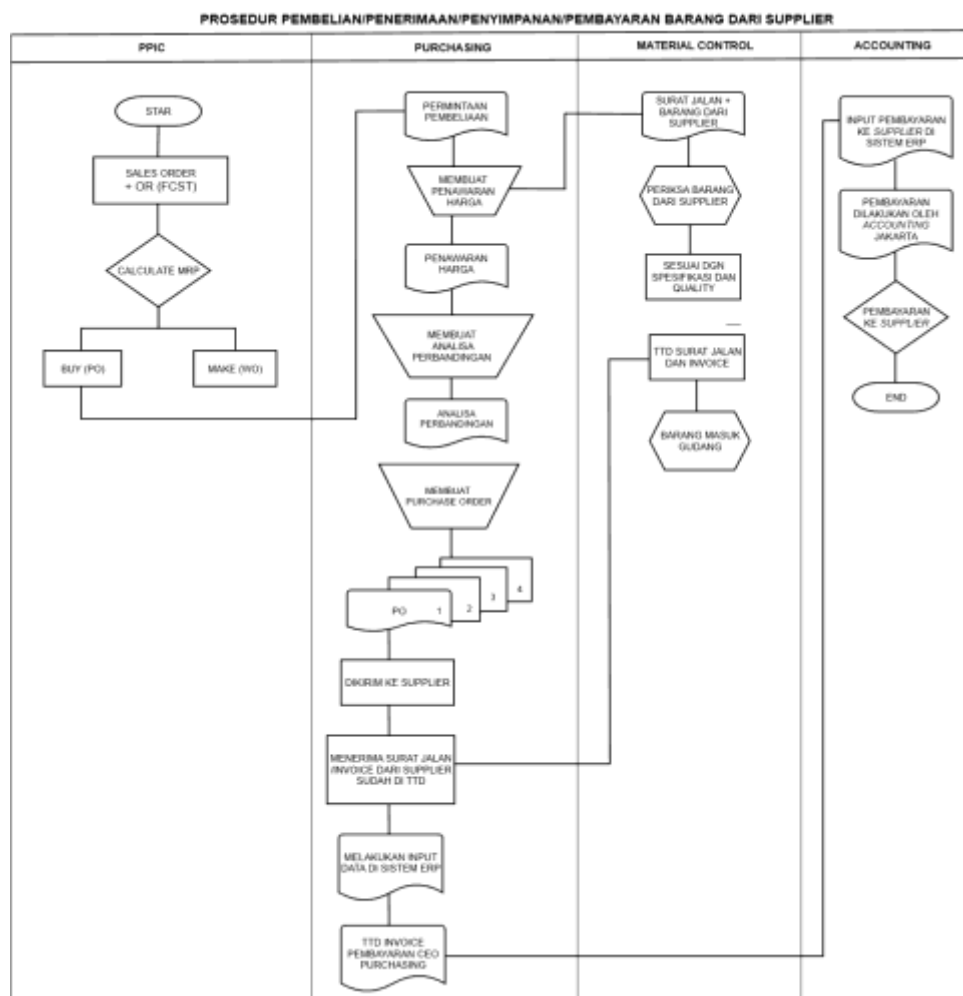 PROSEDUR PEMBELIAN/PENERIMAAN/PENYIMPANAN/PEMBAYARAN BARANG DARI SUPPLIER
PPIC
PURCHASING
MATERIAL CONTROL
ACCOUNTING
STAR
SALES ORDER
+ OR (FCST)
CALCULATE MRP
BUY (PO)
MAKE (WO)
PERMINTAAN
PEMBELIAAN
MEMBUAT
PENAWARAN
HARGA
PENAWARAN
HARGA
MEMBUAT
ANALISA
PERBANDINGAN
ANALISA
PERBANDINGAN
MEMBUAT
PURCHASE ORDER
PO 1
2
3
4
DIKIRIM KE SUPPLIER
MENERIMA SURAT JALAN
/INVOICE DARI SUPPLIER
SUDAH DI TTD
MELAKUKAN INPUT
DATA DI SISTEM ERP
TTD INVOICE
PEMBAYARAN CEO
PURCHASING
SURAT JALAN +
BARANG DARI
SUPPLIER
PERIKSA BARANG
DARI SUPPLIER
SESUAI DGN
SPESIFIKASI DAN
QUALITY
TTD SURAT JALAN
DAN INVOICE
BARANG MASUK
GUDANG
INPUT PEMBAYARAN
KE SUPPLIER DI
SISTEM ERP
PEMBAYARAN
DILAKUKAN OLEH
ACCOUNTING
JAKARTA
PEMBAYARAN
KE SUPPLIER
END